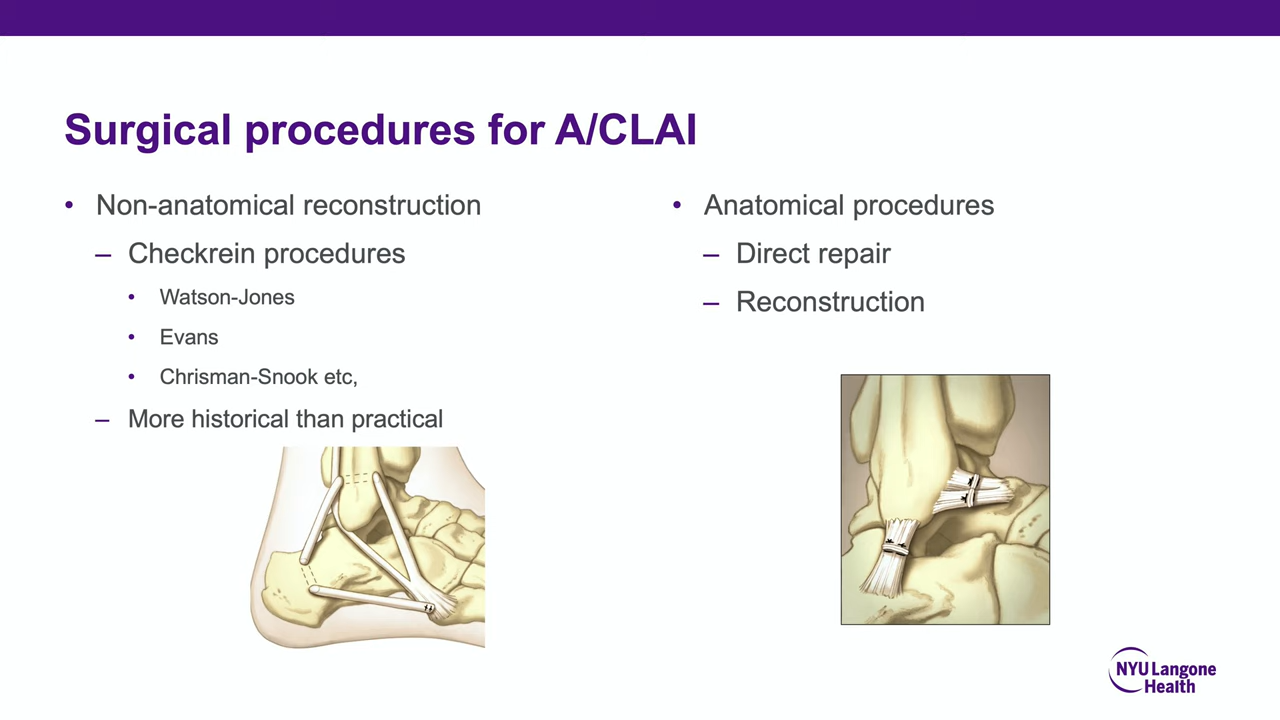 Surgical procedures for A/CLAI
• Non-anatomical reconstruction
– Checkrein procedures
• Watson-Jones
• Evans
• Chrisman-Snook etc,
– More historical than practical
• Anatomical procedures
– Direct repair
– Reconstruction
NYU Langone
Health